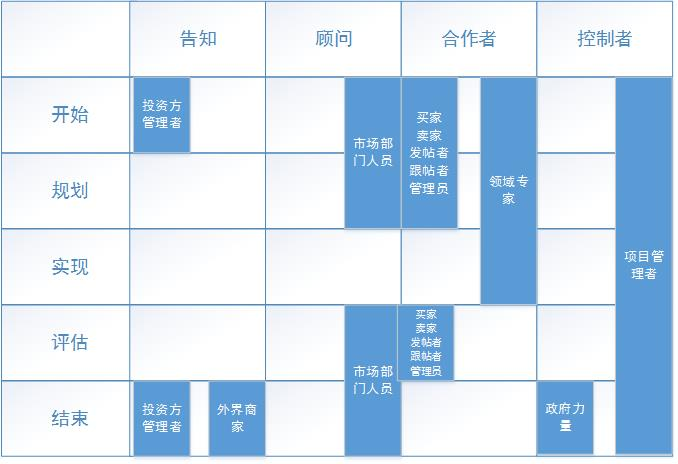 告知
顾问
合作者
控制者
开始
投资方
管理者
市场部
门人员
买家
卖家
发帖者
跟帖者
管理员
领域专
家
项目管
理者
规划
实现
评估
市场部
门人员
买家
卖家
发帖者
跟帖者
管理员
结束
投资方
管理者
外界商
家
政府力
量